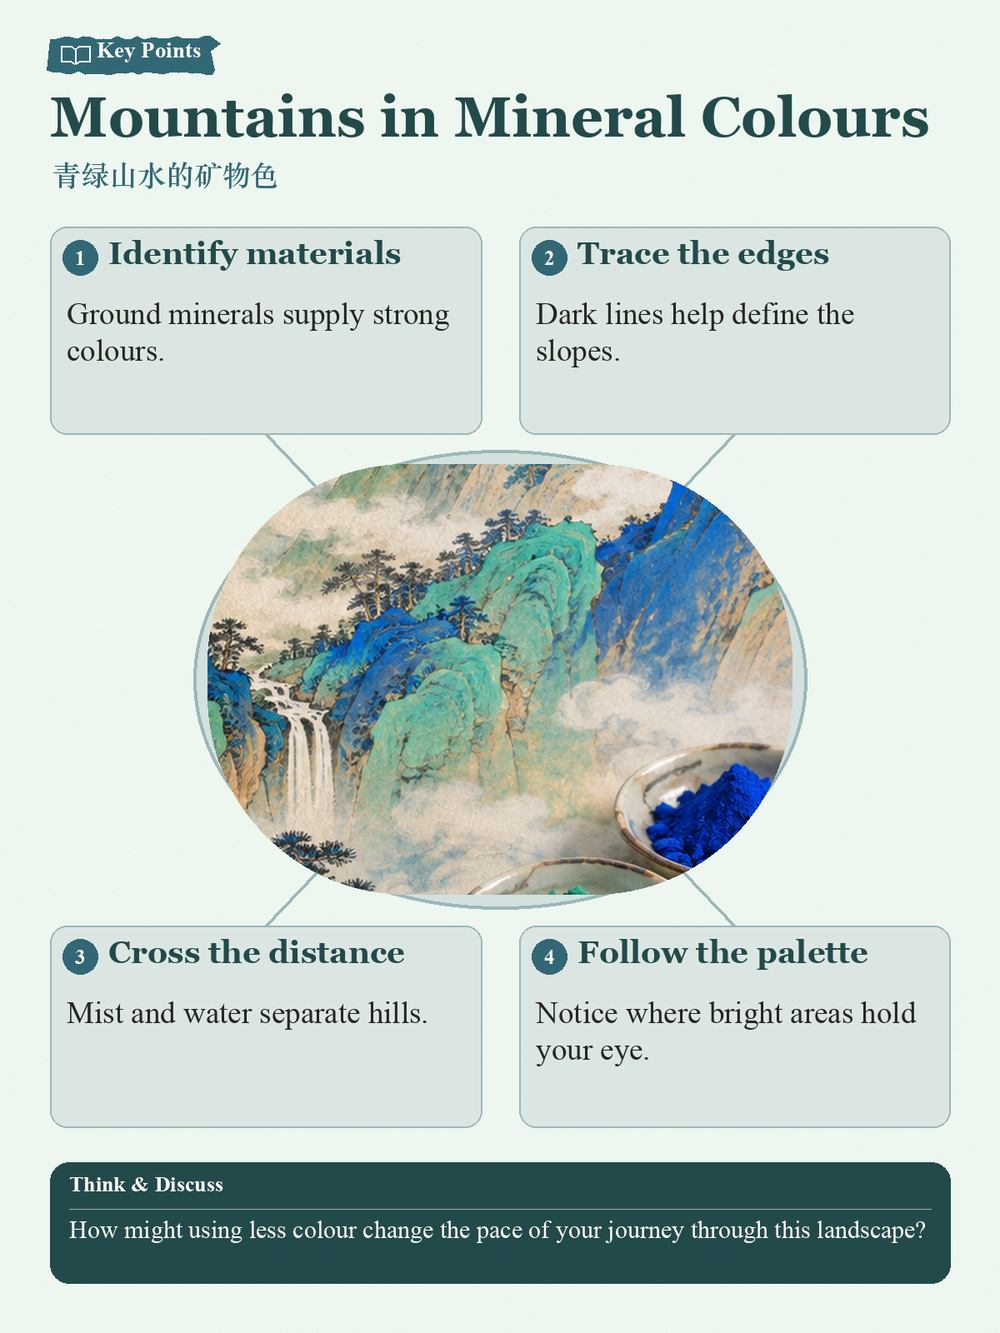 Key Points
Mountains in Mineral Colours
青绿山水的矿物色
1 Identify materials
Ground minerals supply strong
colours.
2 Trace the edges
Dark lines help define the
slopes.
3 Cross the distance
Mist and water separate hills.
4 Follow the palette
Notice where bright areas hold
your eye.
Think & Discuss
How might using less colour change the pace of your journey through this landscape?